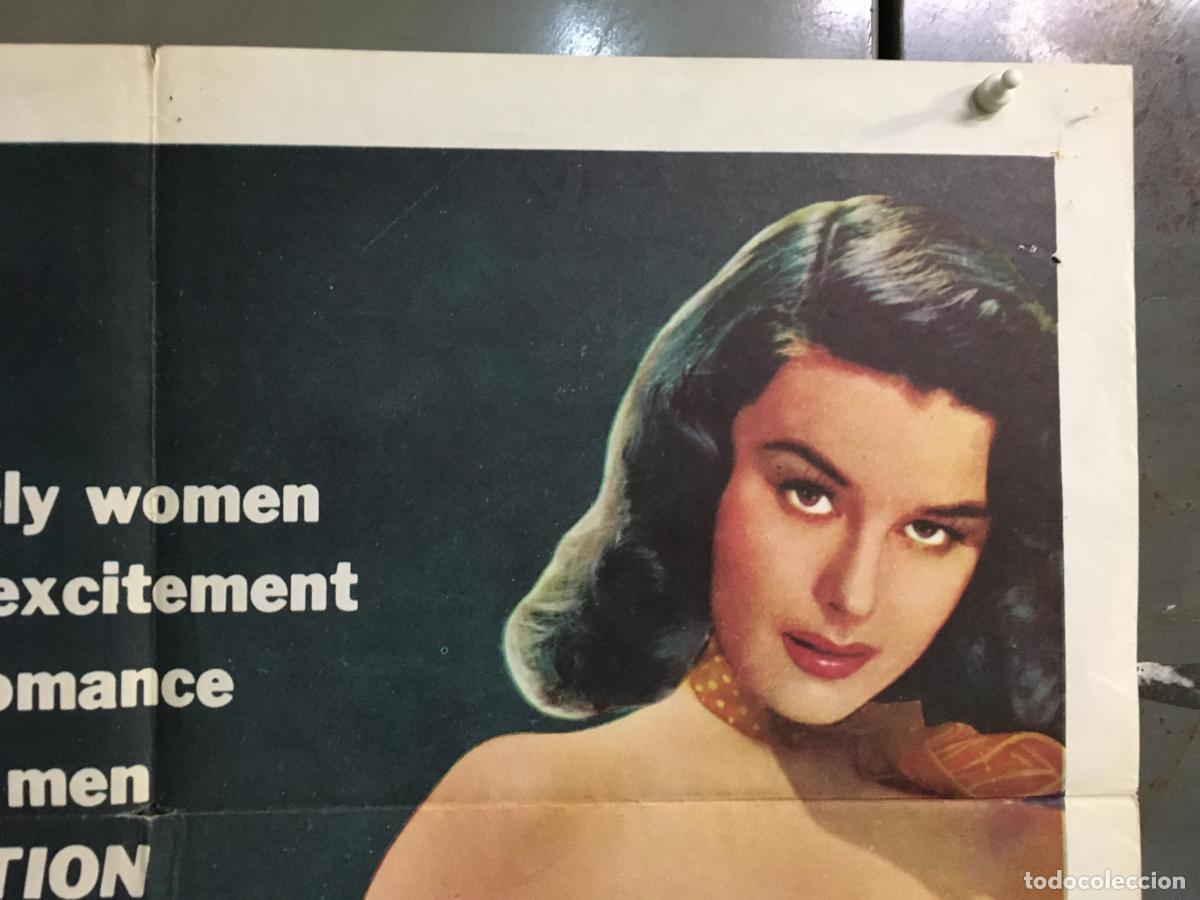 ly women
excitement
omance
men
TION
todocoleccion